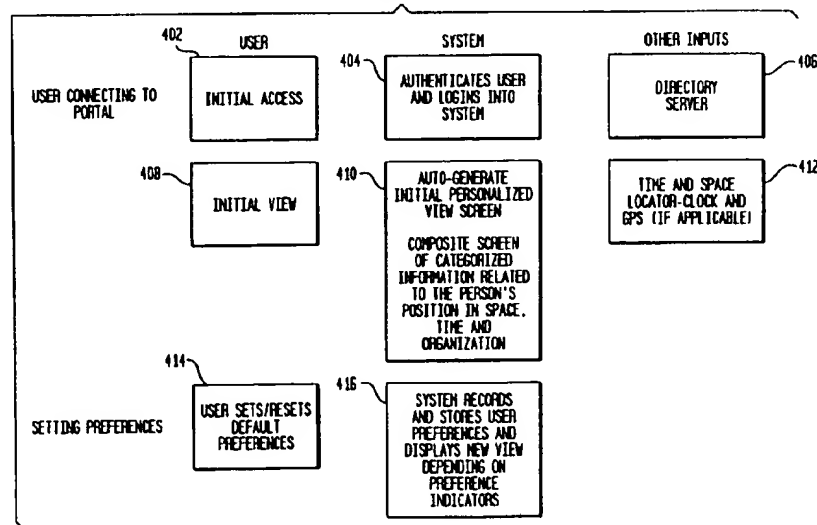 402
USER
SYSTEM
OTHER INPUTS
USER CONNECTING TO
PORTAL
INITIAL ACCESS
404
AUTHENTICATES USER
AND LOGINS INTO
SYSTEM
406
DIRECTORY
SERVER
408
INITIAL VIEW
410
AUTO-GENERATE
INITIAL PERSONALIZED
VIEW SCREEN
COMPOSITE SCREEN
OF CATEGORIZED
INFORMATION RELATED
TO THE PERSON'S
POSITION IN SPACE,
TIME AND
ORGANIZATION
412
TIME AND SPACE
LOCATOR-CLOCK AND
GPS (IF APPLICABLE)
SETTING PREFERENCES
414
USER SETS/RESETS
DEFAULT
PREFERENCES
416
SYSTEM RECORDS
AND STORES USER
PREFERENCES AND
DISPLAYS NEW VIEW
DEPENDING ON
PREFERENCE
INDICATORS